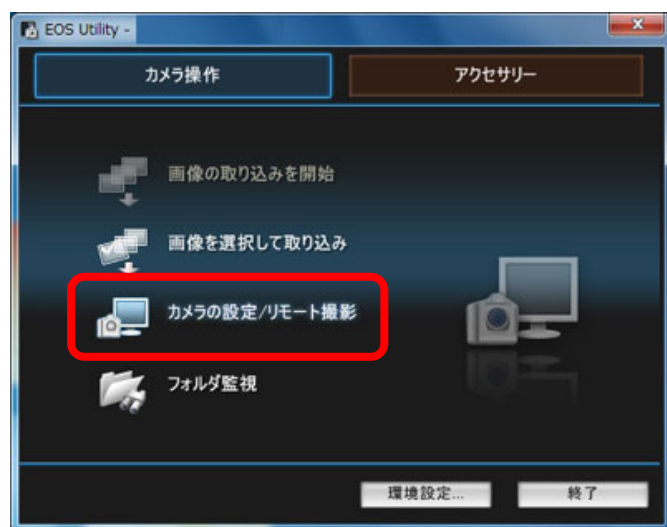 EOS Utility -
カメラ操作
アクセサリー
画像の取り込みを開始
画像を選択して取り込み
カメラの設定/リモート撮影
フォルダ監視
環境設定...
終了